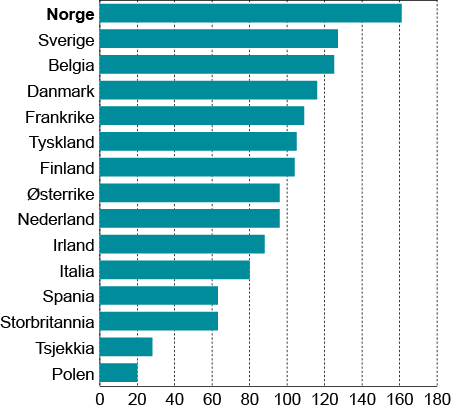 Norge
Sverige
Belgia
Danmark
Frankrike
Tyskland
Finland
Østerrike
Nederland
Irland
Italia
Spania
Storbritannia
Tsjekkia
Polen
0 20 40 60 80 100 120 140 160 180